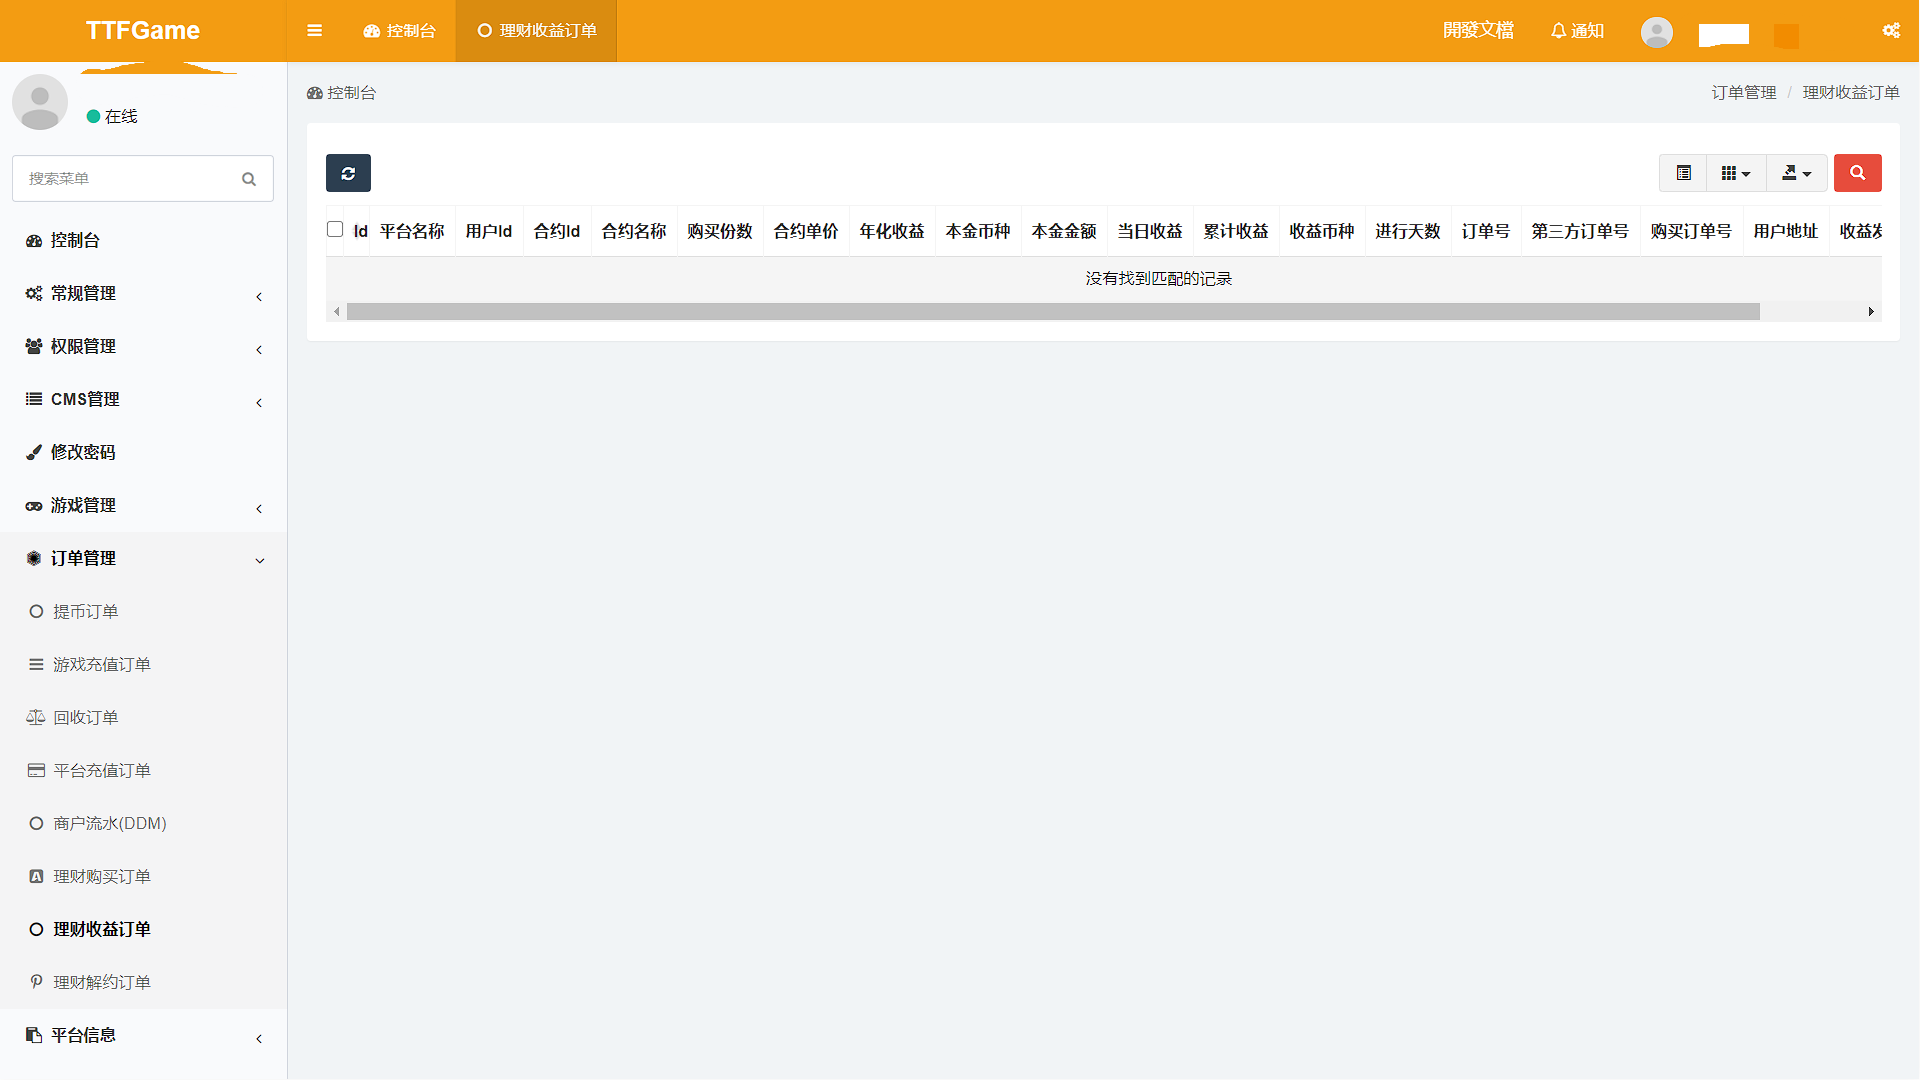 TTFGame
控制台
理财收益订单
開發文檔
通知
在线
搜索菜单
控制台
常规管理
权限管理
CMS管理
修改密码
游戏管理
订单管理
提币订单
游戏充值订单
回收订单
平台充值订单
商户流水(DDM)
理财购买订单
理财收益订单
理财解约订单
平台信息
控制台
订单管理 / 理财收益订单
Id 平台名称 用户Id 合约Id 合约名称 购买份数 合约单价 年化收益 本金币种 本金金额 当日收益 累计收益 收益币种 进行天数 订单号 第三方订单号 购买订单号 用户地址 收益发
没有找到匹配的记录